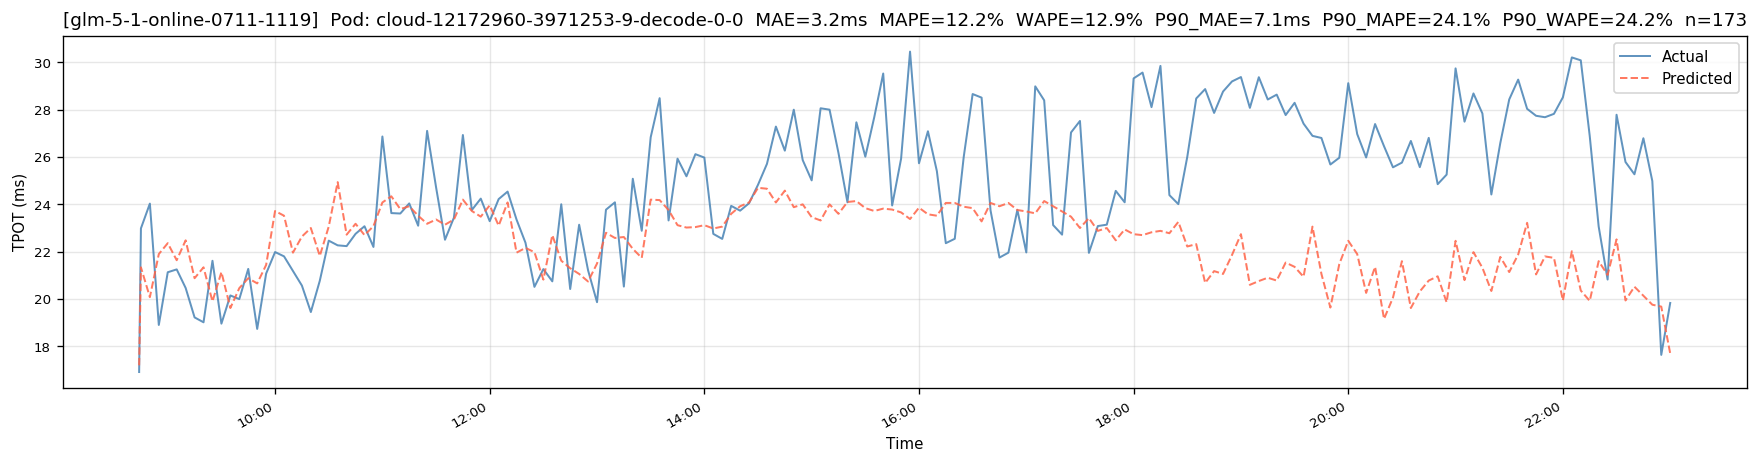 [glm-5-1-online-0711-1119]  Pod: cloud-12172960-3971253-9-decode-0-0  MAE=3.2ms  MAPE=12.2%  WAPE=12.9%  P90_MAE=7.1ms  P90_MAPE=24.1%  P90_WAPE=24.2%  n=173
Actual
Predicted
TPOT (ms)
30
28
26
24
22
20
18
10:00
12:00
14:00
16:00
18:00
20:00
22:00
Time